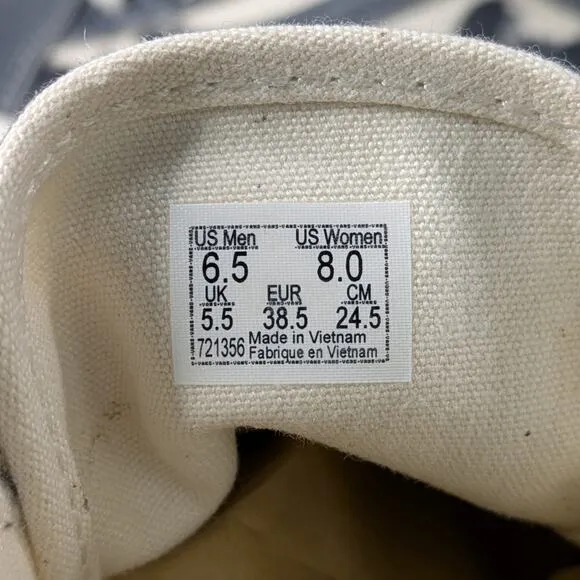 US Men US Women
6.5 8.0
UK EUR CM
5.5 38.5 24.5
721356 Made in Vietnam
Fabrique en Vietnam